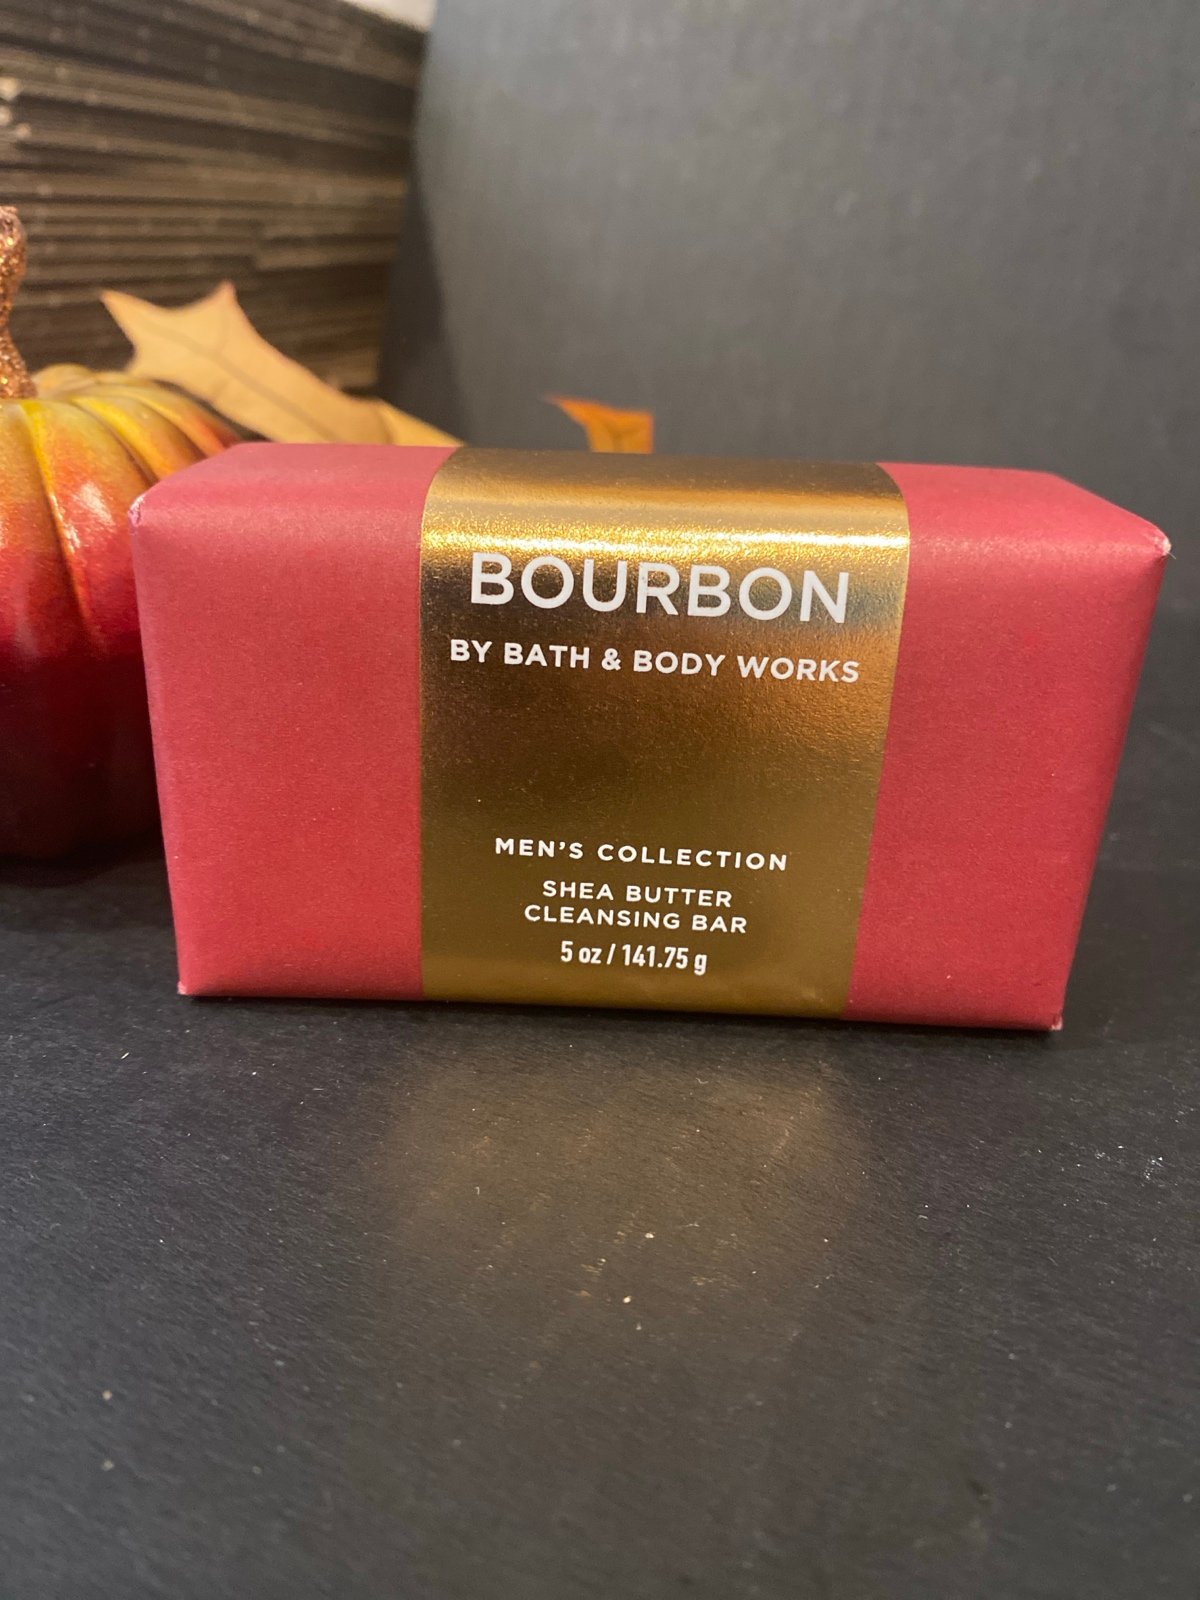 BOURBON
BY BATH & BODY WORKS
MEN'S COLLECTION
SHEA BUTTER
CLEANSING BAR
5 oz / 141.75 g